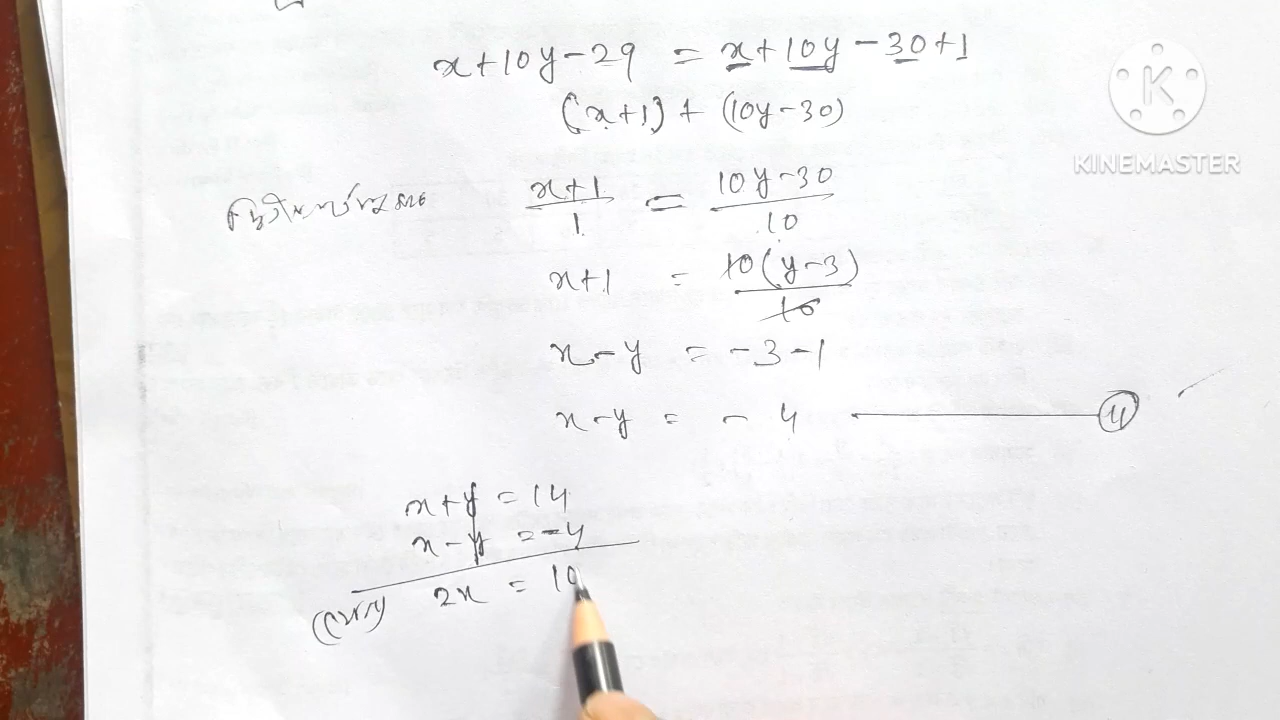 x+10y-29 = x+10y-30+1
(x+1) + (10y-30)
x+1/1 = 10y-30/10
x+1 = 10(y-3)/10
x-y = -3-1
x-y = - 4
x+y = 14
x-y = -4
2x = 10
KINEMASTER